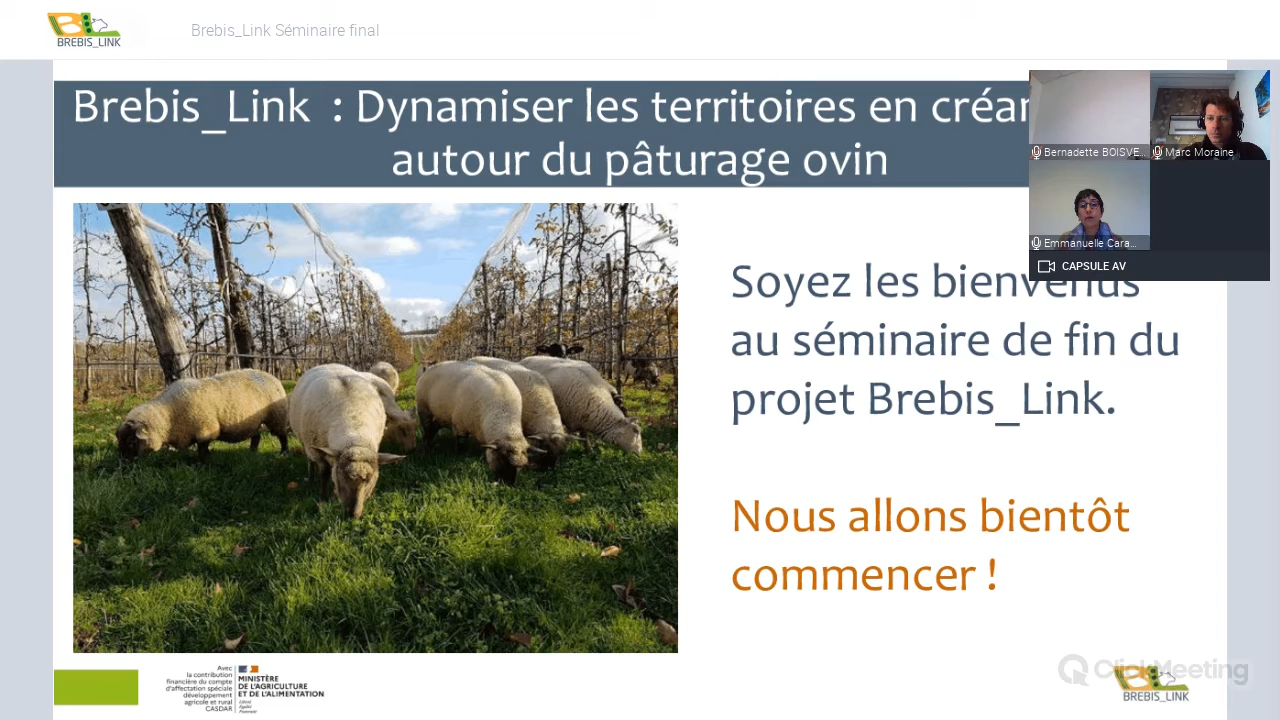 BREBIS_LINK
Brebis_Link Séminaire final
Brebis_Link : Dynamiser les territoires en créan
autour du pâturage ovin
Bernadette BOISVE...
Marc Moraine
Emmanuelle Cara...
CAPSULE AV
Soyez les bienvenus
au séminaire de fin du
projet Brebis_Link.
Nous allons bientôt
commencer !
Avec
la contribution
financière du compte
d'affectation spéciale
développement
agricole et rural
CASDAR
MINISTÈRE
DE L'AGRICULTURE
ET DE L'ALIMENTATION
Liberté
Égalité
Fraternité
ClickMeeting
BREBIS_LINK